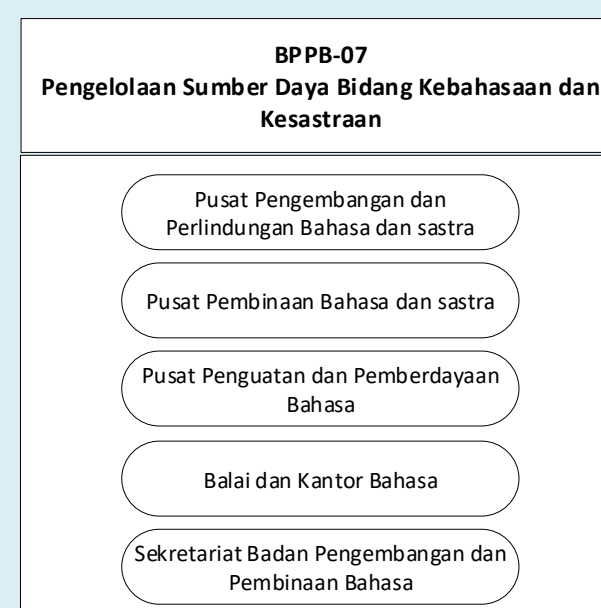 BPPB-07
Pengelolaan Sumber Daya Bidang Kebahasaan dan
Kesastraan
Pusat Pengembangan dan
Perlindungan Bahasa dan sastra
Pusat Pembinaan Bahasa dan sastra
Pusat Penguatan dan Pemberdayaan
Bahasa
Balai dan Kantor Bahasa
Sekretariat Badan Pengembangan dan
Pembinaan Bahasa